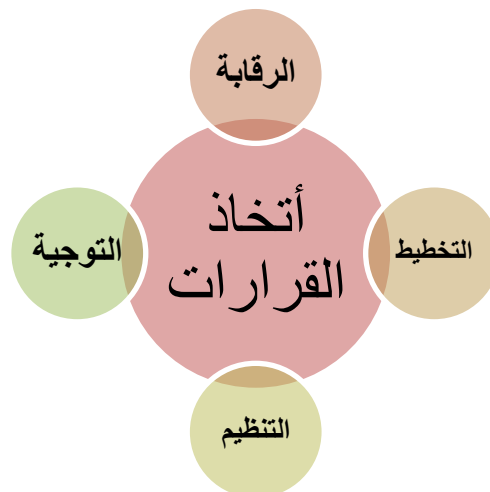 الرقابة
أتخاذ
القرارات
التخطيط
التوجية
التنظيم